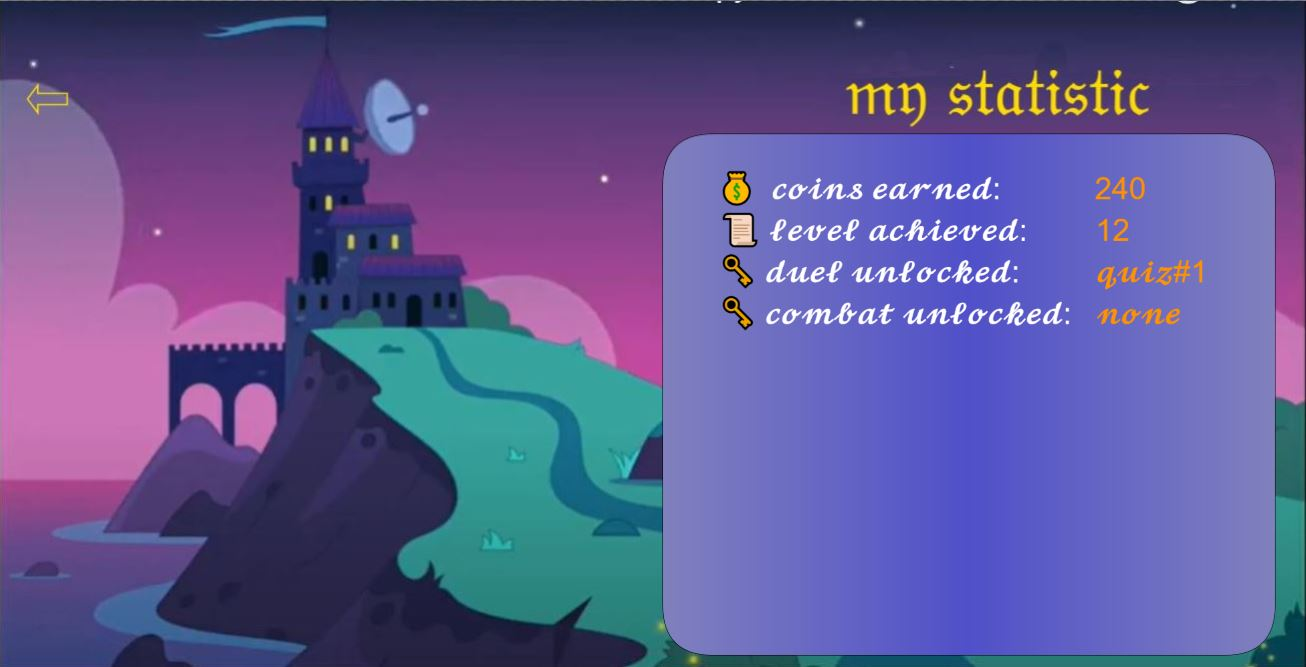 my statistic
coins earned: 240
level achieved: 12
duel unlocked: quiz#1
combat unlocked: none